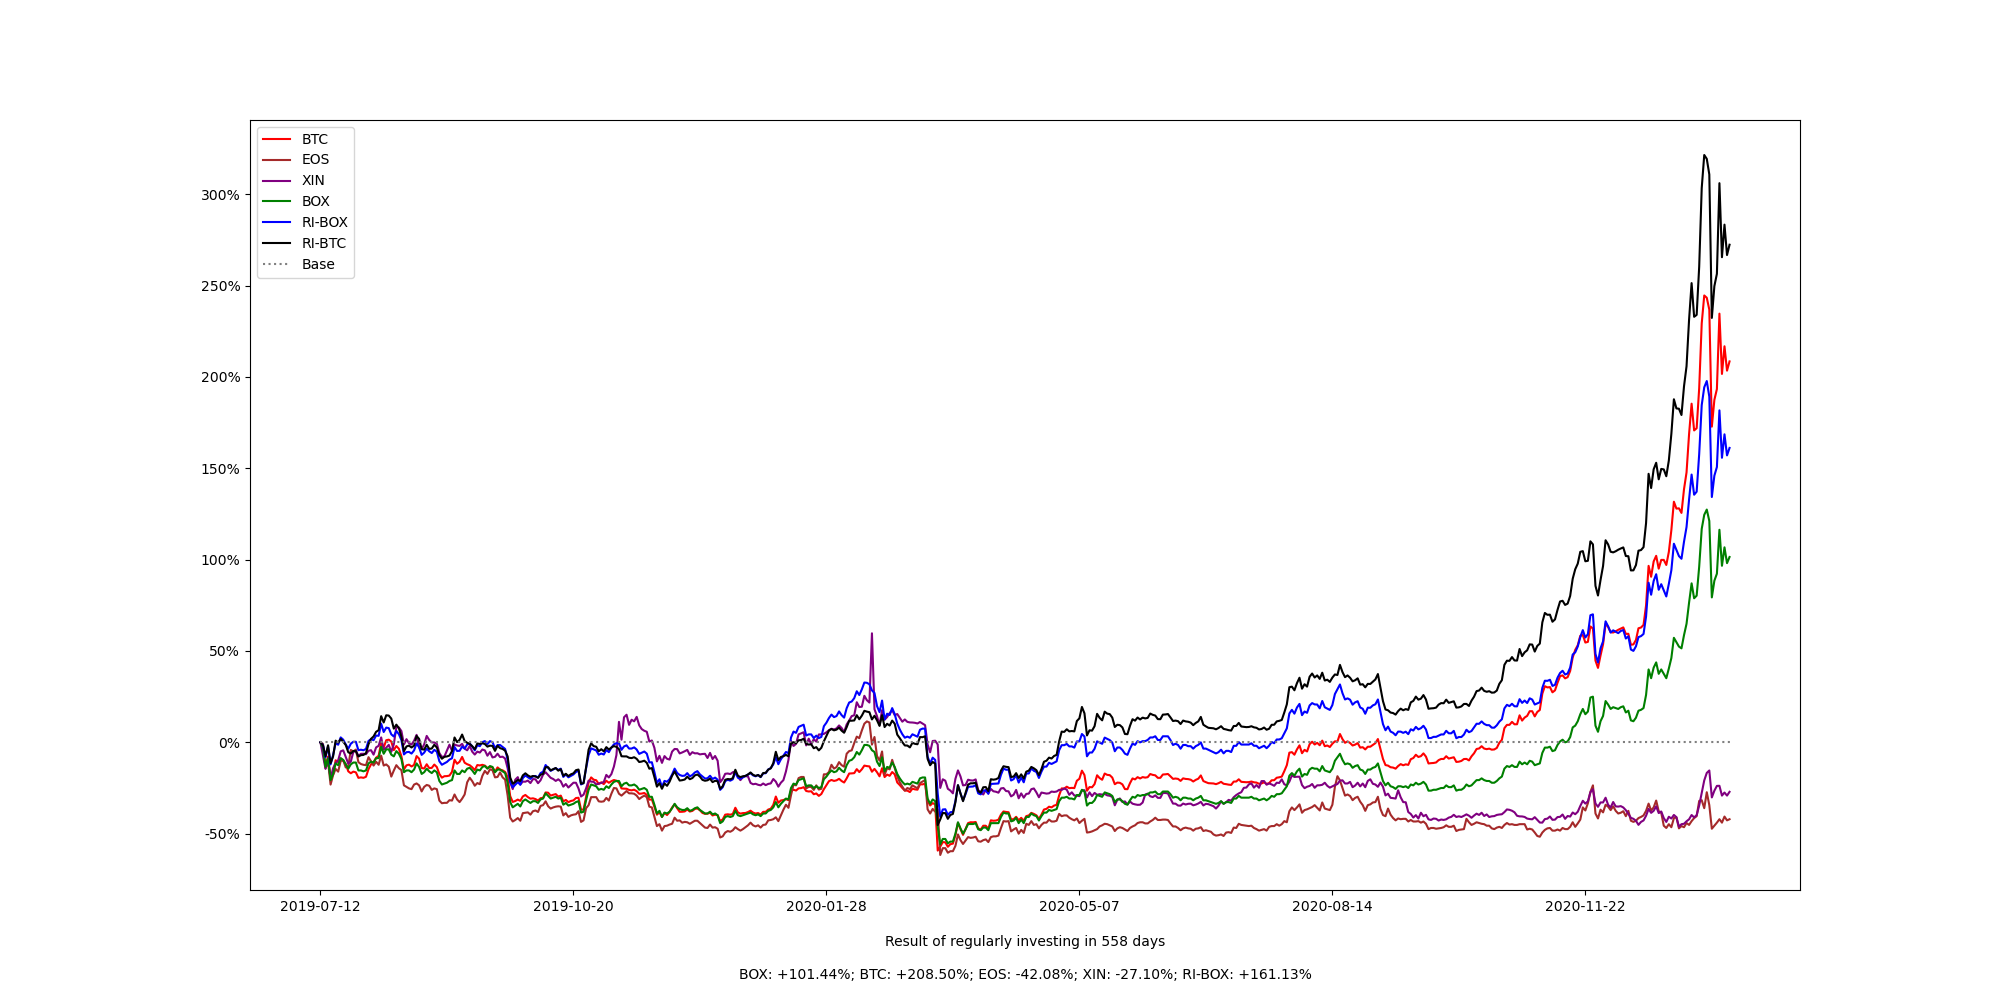 BTC
EOS
XIN
BOX
RI-BOX
RI-BTC
Base
300%
250%
200%
150%
100%
50%
0%
-50%
2019-07-12 2019-10-20 2020-01-28 2020-05-07 2020-08-14 2020-11-22
Result of regularly investing in 558 days
BOX: +101.44%; BTC: +208.50%; EOS: -42.08%; XIN: -27.10%; RI-BOX: +161.13%